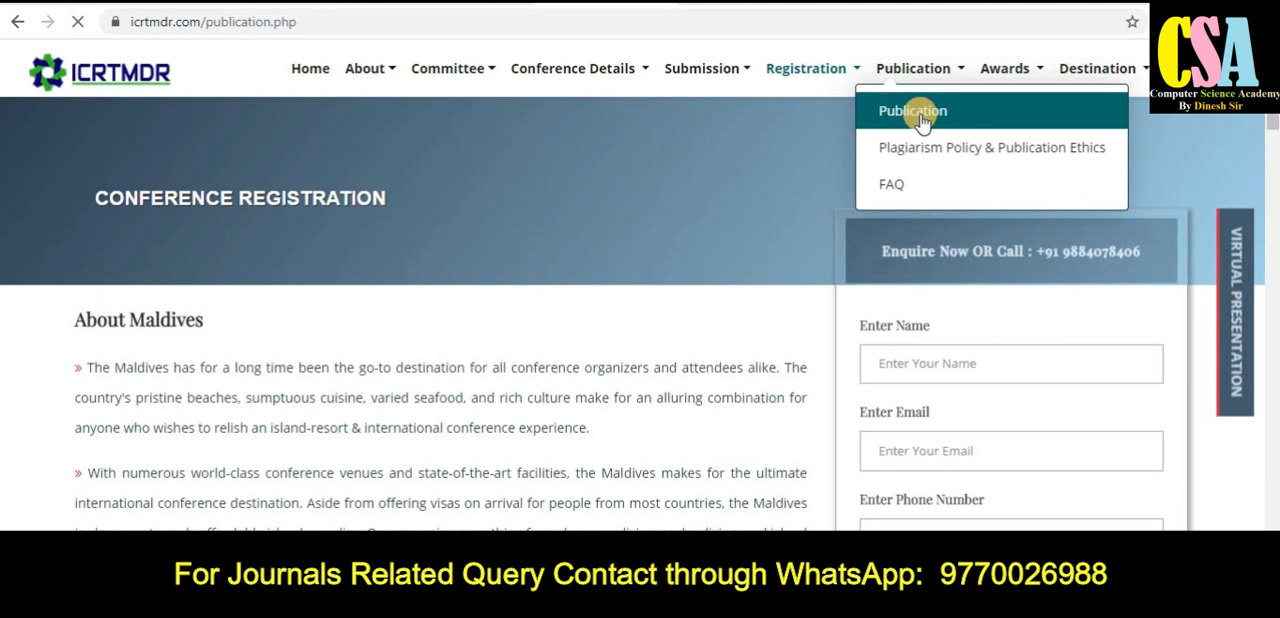 icrtmdr.com/publication.php
CSA
Computer Science Academy
By Dinesh Sir
ICRTMDR
Home About Committee Conference Details Submission Registration Publication Awards Destination
Publication
Plagiarism Policy & Publication Ethics
FAQ
CONFERENCE REGISTRATION
Enquire Now OR Call : +91 9884078406
VIRTUAL PRESENTATION
About Maldives
» The Maldives has for a long time been the go-to destination for all conference organizers and attendees alike. The
country's pristine beaches, sumptuous cuisine, varied seafood, and rich culture make for an alluring combination for
anyone who wishes to relish an island-resort & international conference experience.
» With numerous world-class conference venues and state-of-the-art facilities, the Maldives makes for the ultimate
international conference destination. Aside from offering visas on arrival for people from most countries, the Maldives
Enter Name
Enter Your Name
Enter Email
Enter Your Email
Enter Phone Number
For Journals Related Query Contact through WhatsApp: 9770026988